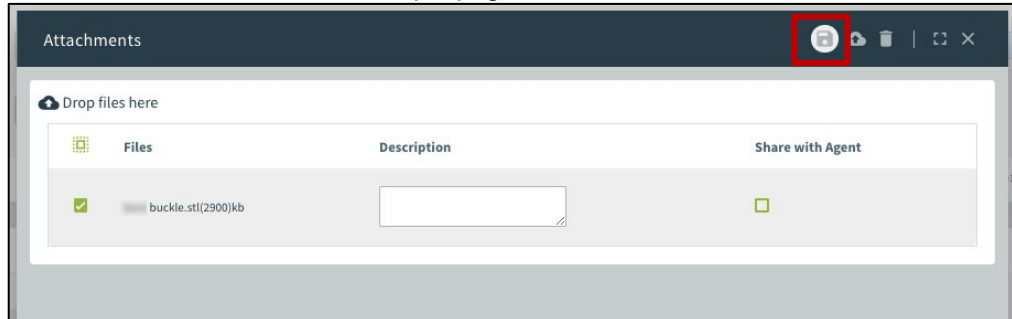 Attachments
Drop files here
Files Description Share with Agent
buckle.stl(2900)kb